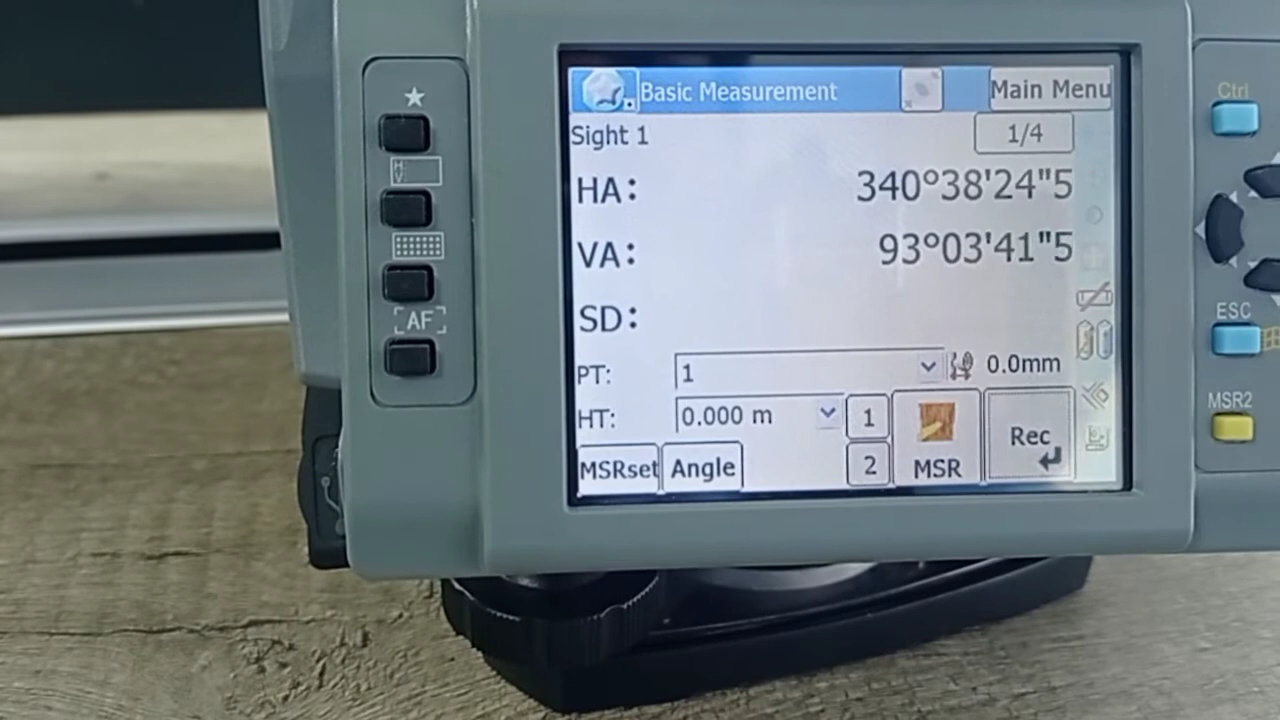 Basic Measurement Main Menu
Sight 1 1/4
HA: 340°38'24"5
VA: 93°03'41"5
SD:
PT: 1 0.0mm
HT: 0.000 m 1
MSRset Angle 2 MSR Rec
H:
V:
AF
Ctrl
ESC
MSR2